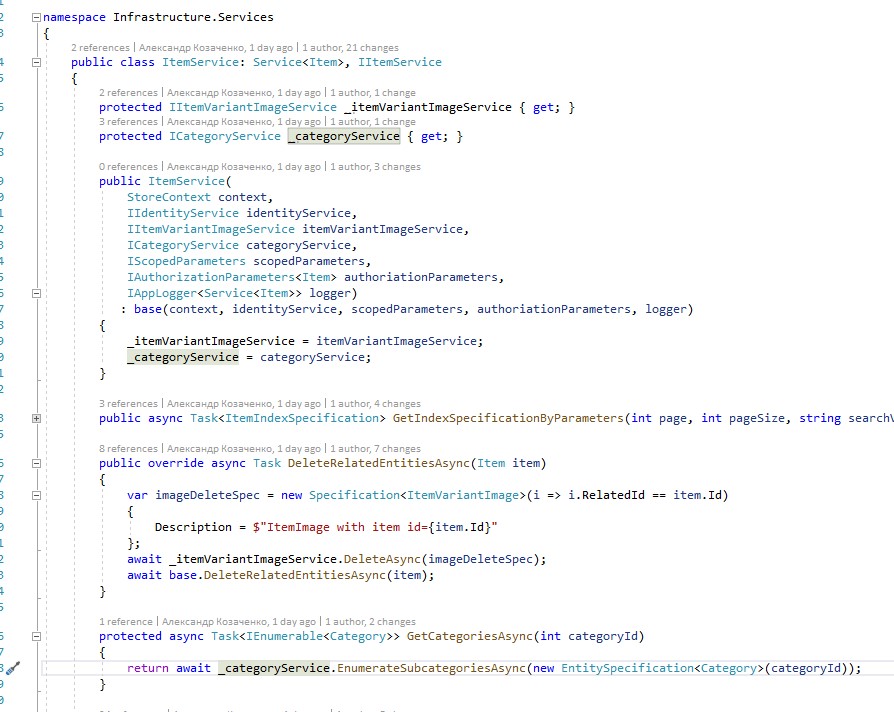 namespace Infrastructure.Services
{
2 references | Александр Козаченко, 1 day ago | 1 author, 21 changes
public class ItemService: Service<Item>, IItemService
{
2 references | Александр Козаченко, 1 day ago | 1 author, 1 change
protected IItemVariantImageService _itemVariantImageService { get; }
3 references | Александр Козаченко, 1 day ago | 1 author, 1 change
protected ICategoryService _categoryService { get; }
0 references | Александр Козаченко, 1 day ago | 1 author, 3 changes
public ItemService(
StoreContext context,
IIdentityService identityService,
IItemVariantImageService itemVariantImageService,
ICategoryService categoryService,
IScopedParameters scopedParameters,
IAuthorizationParameters<Item> authoriationParameters,
IAppLogger<Service<Item>> logger)
: base(context, identityService, scopedParameters, authoriationParameters, logger)
{
_itemVariantImageService = itemVariantImageService;
_categoryService = categoryService;
}
3 references | Александр Козаченко, 1 day ago | 1 author, 4 changes
public async Task<ItemIndexSpecification> GetIndexSpecificationByParameters(int page, int pageSize, string
8 references | Александр Козаченко, 1 day ago | 1 author, 7 changes
public override async Task DeleteRelatedEntitiesAsync(Item item)
{
var imageDeleteSpec = new Specification<ItemVariantImage>(i => i.RelatedId == item.Id)
{
Description = $"ItemImage with item id={item.Id}"
};
await _itemVariantImageService.DeleteAsync(imageDeleteSpec);
await base.DeleteRelatedEntitiesAsync(item);
}
1 reference | Александр Козаченко, 1 day ago | 1 author, 2 changes
protected async Task<IEnumerable<Category>> GetCategoriesAsync(int categoryId)
{
return await _categoryService.EnumerateSubcategoriesAsync(new EntitySpecification<Category>(categoryId));
}